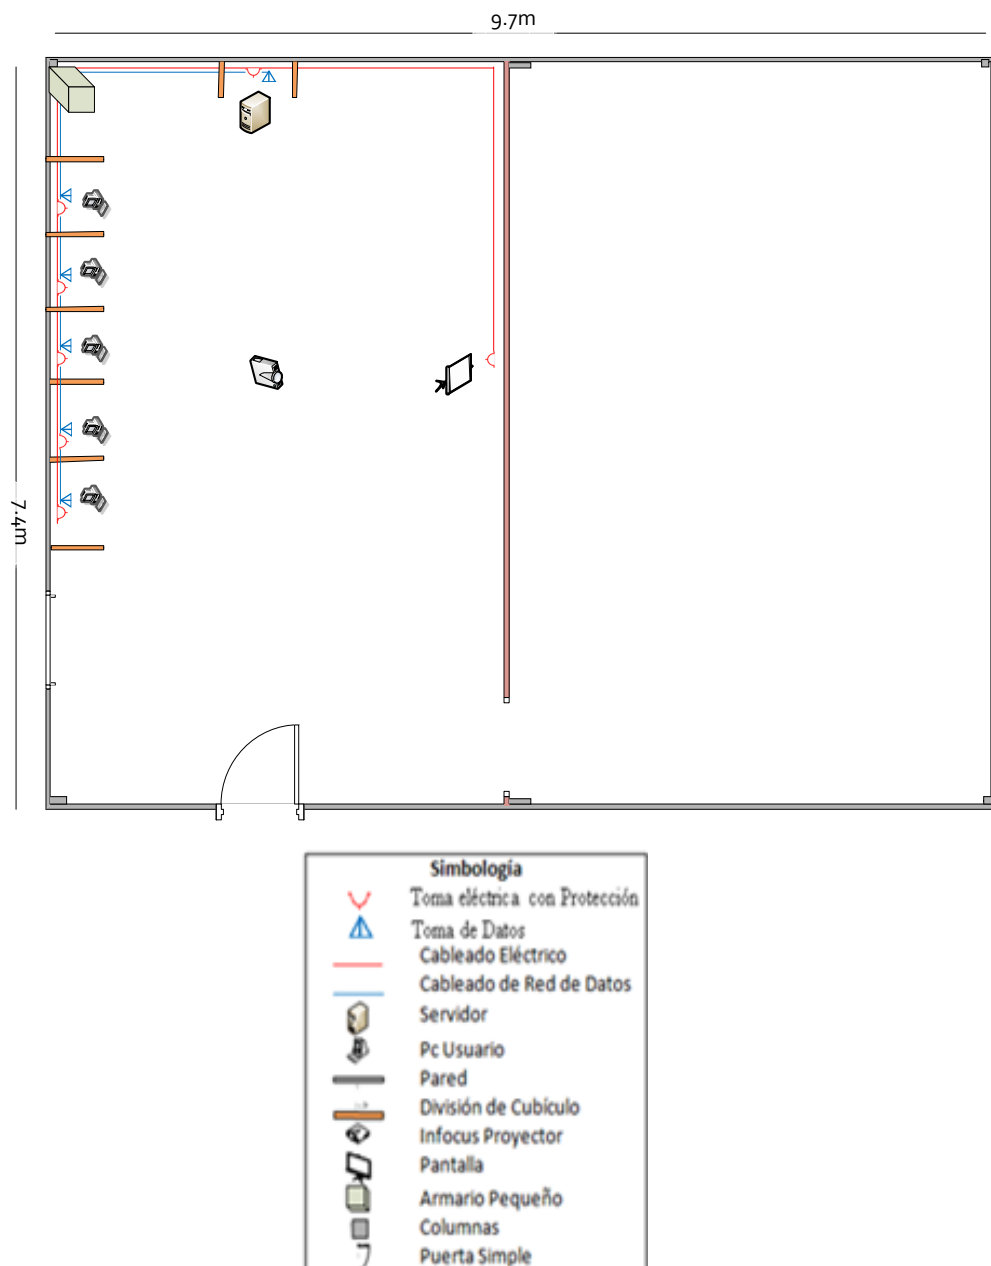 9.7m
7.4m
Simbología
Toma eléctrica con Protección
Toma de Datos
Cableado Eléctrico
Cableado de Red de Datos
Servidor
Pc Usuario
Pared
División de Cubículo
Infocus Proyector
Pantalla
Armario Pequeño
Columnas
Puerta Simple